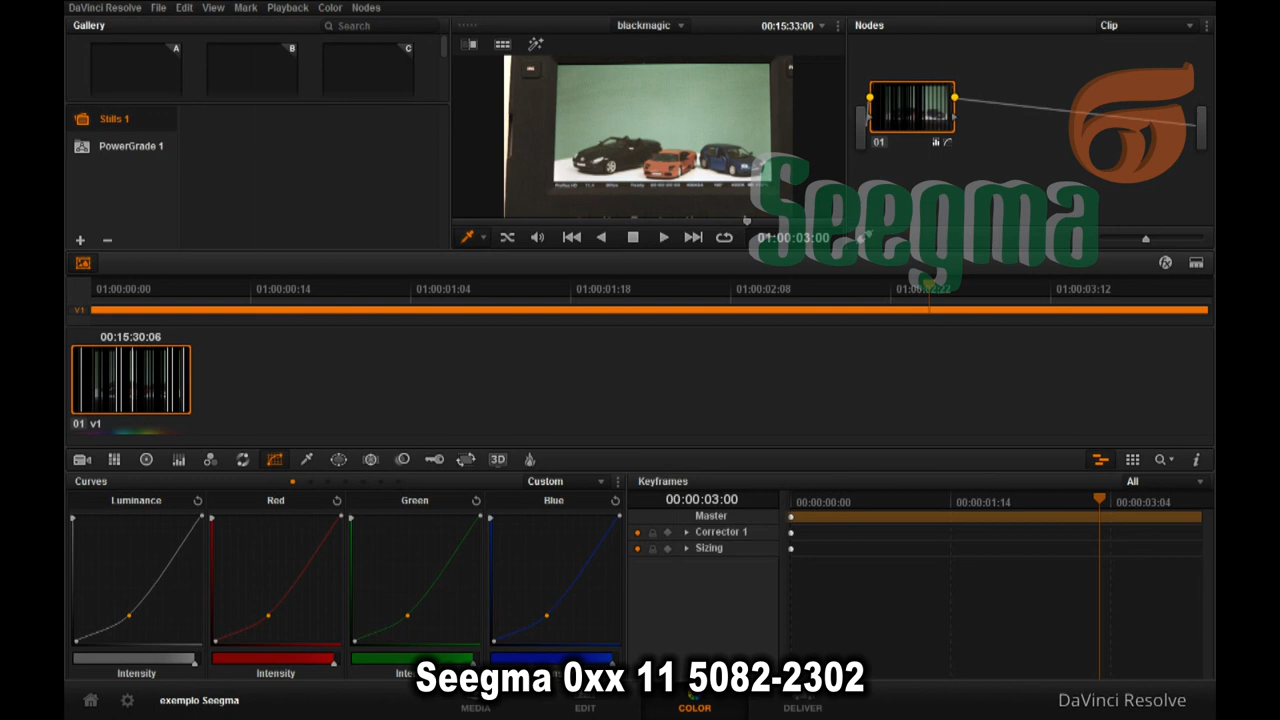 DaVinci Resolve File Edit View Mark Playback Color Nodes
Gallery
Search
blackmagic
00:15:33:00
Nodes
Clip
A
B
C
Stills 1
PowerGrade 1
01
Seegma
01:00:03:00
01:00:00:00
01:00:00:14
01:00:01:04
01:00:01:18
01:00:02:08
01:00:02:22
01:00:03:12
V1
00:15:30:06
01 v1
3D
Curves
Custom
Keyframes
All
Luminance
Red
Green
Blue
00:00:03:00
00:00:00:00
00:00:01:14
00:00:03:04
Master
Corrector 1
Sizing
Intensity
Intensity
Intensity
Seegma 0xx 11 5082-2302
exemplo Seegma
MEDIA
EDIT
COLOR
DELIVER
DaVinci Resolve